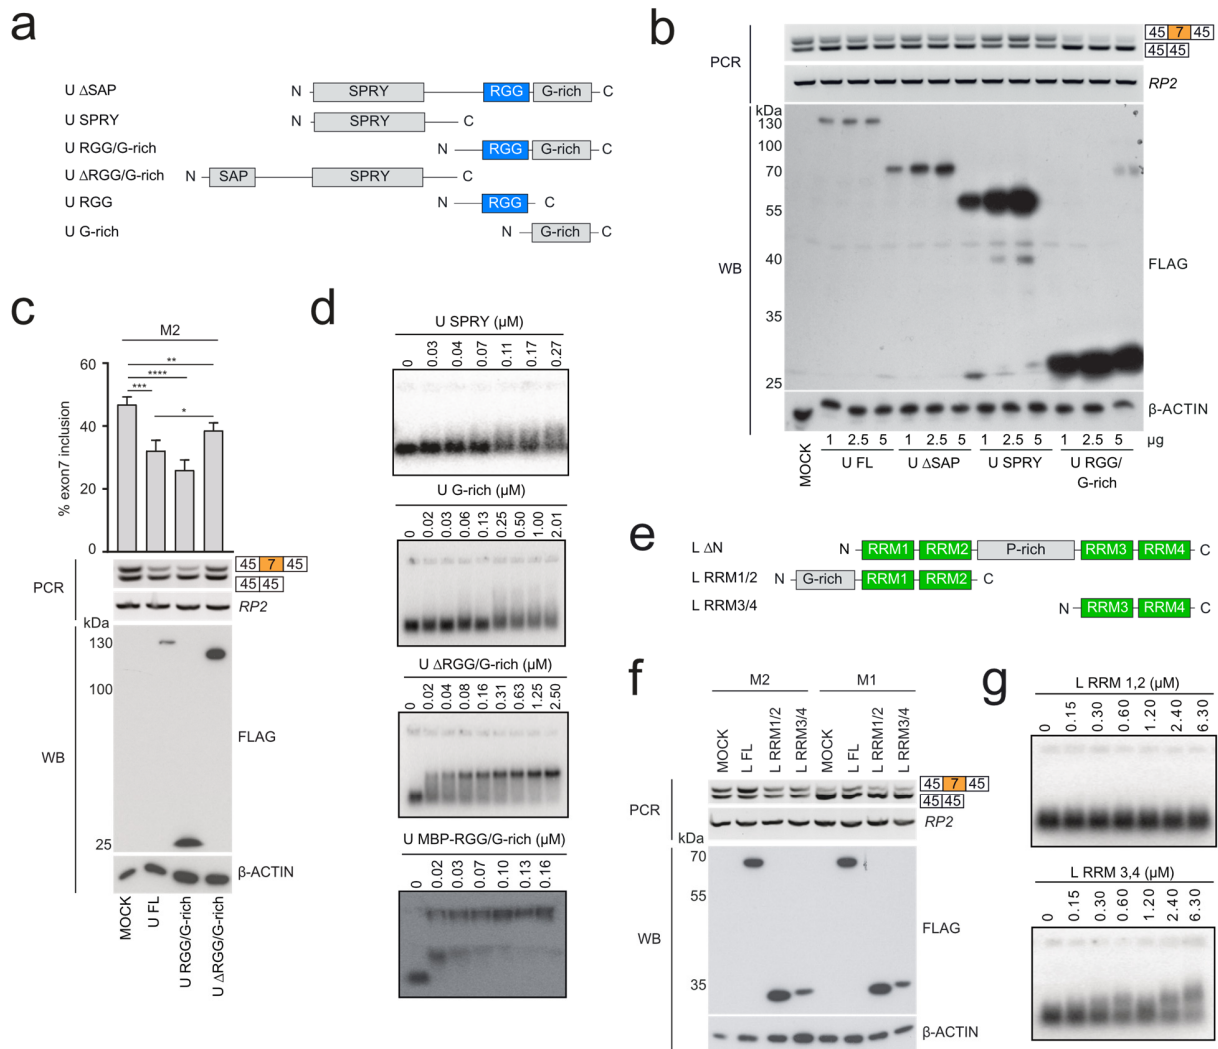 a
U ΔSAP N SPRY RGG G-rich C
U SPRY N SPRY C
U RGG/G-rich N RGG G-rich C
U ΔRGG/G-rich N SAP SPRY C
U RGG N RGG C
U G-rich N G-rich C
b
PCR
45 7 45
45 45
RP2
kDa
130
100
70
55
40
35
25
WB
FLAG
β-ACTIN
1 2.5 5 1 2.5 5 1 2.5 5 1 2.5 5 µg
MOCK
U FL U ΔSAP U SPRY U RGG/
G-rich
c
M2
% exon7 inclusion
60
40
20
0
**
****
***
*
PCR
45 7 45
45 45
RP2
kDa
130
100
25
WB
FLAG
β-ACTIN
MOCK
U FL
U RGG/G-rich
U ΔRGG/G-rich
d
U SPRY (µM)
0 0.03 0.04 0.07 0.11 0.17 0.27
U G-rich (µM)
0 0.02 0.03 0.06 0.13 0.25 0.50 1.00 2.01
U ΔRGG/G-rich (µM)
0 0.02 0.04 0.08 0.16 0.31 0.63 1.25 2.50
U MBP-RGG/G-rich (µM)
0 0.02 0.03 0.07 0.10 0.13 0.16
e
L ΔN N RRM1 RRM2 P-rich RRM3 RRM4 C
L RRM1/2 N G-rich RRM1 RRM2 C
L RRM3/4 N RRM3 RRM4 C
f
M2 M1
MOCK L FL L RRM1/2 L RRM3/4 MOCK L FL L RRM1/2 L RRM3/4
PCR
45 7 45
45 45
RP2
kDa
70
55
35
WB
FLAG
β-ACTIN
g
L RRM 1,2 (µM)
0 0.15 0.30 0.60 1.20 2.40 6.30
L RRM 3,4 (µM)
0 0.15 0.30 0.60 1.20 2.40 6.30